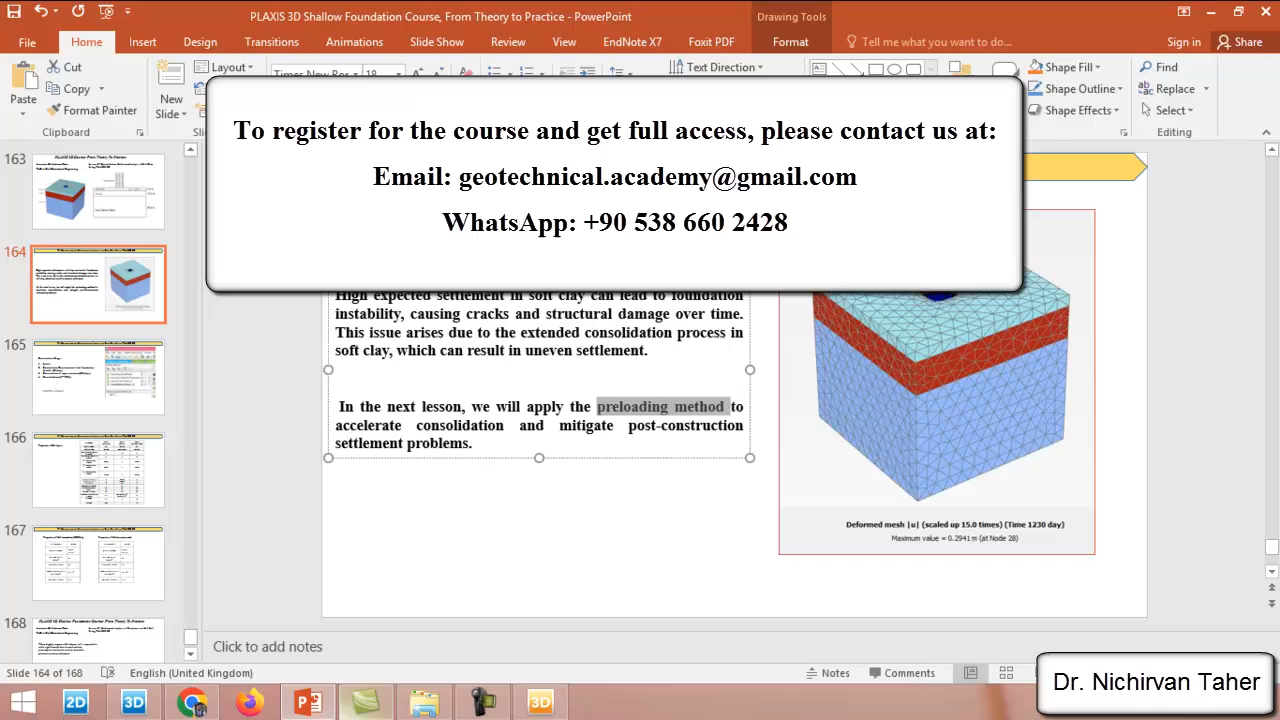 PLAXIS 3D Shallow Foundation Course, From Theory to Practice - PowerPoint
Drawing Tools
File
Home
Insert
Design
Transitions
Animations
Slide Show
Review
View
EndNote X7
Foxit PDF
Format
Tell me what you want to do...
Sign in
Share
Paste
Cut
Copy
Format Painter
Clipboard
New
Slide
Layout
Times New Ror
18
Text Direction
Shape Fill
Shape Outline
Shape Effects
Find
Replace
Select
Editing
To register for the course and get full access, please contact us at:
Email: geotechnical.academy@gmail.com
WhatsApp: +90 538 660 2428
163
164
165
166
167
168
High expected settlement in soft clay can lead to foundation
instability, causing cracks and structural damage over time.
This issue arises due to the extended consolidation process in
soft clay, which can result in uneven settlement.
In the next lesson, we will apply the preloading method to
accelerate consolidation and mitigate post-construction
settlement problems.
Deformed mesh |u| (scaled up 15.0 times) (Time 1230 day)
Maximum value = 0.2941 m (at Node 28)
Click to add notes
Slide 164 of 168
English (United Kingdom)
Notes
Comments
2D
3D
3D
Dr. Nichirvan Taher